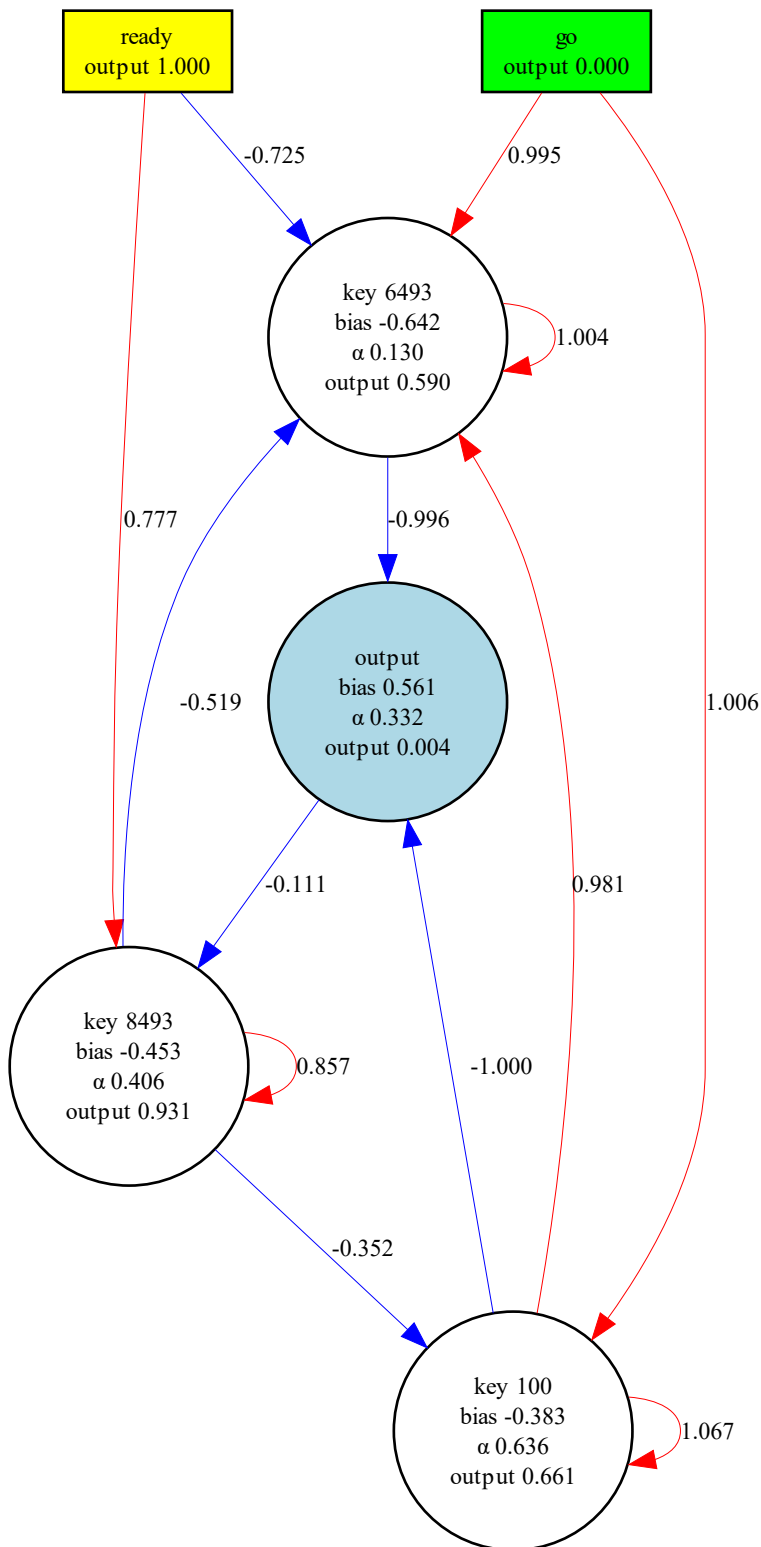 ready
output 1.000
go
output 0.000
-0.725
0.995
key 6493
bias -0.642
α 0.130
output 0.590
1.004
0.777
-0.996
output
bias 0.561
α 0.332
output 0.004
-0.519
1.006
-0.111
0.981
key 8493
bias -0.453
α 0.406
output 0.931
0.857
-1.000
-0.352
key 100
bias -0.383
α 0.636
output 0.661
1.067